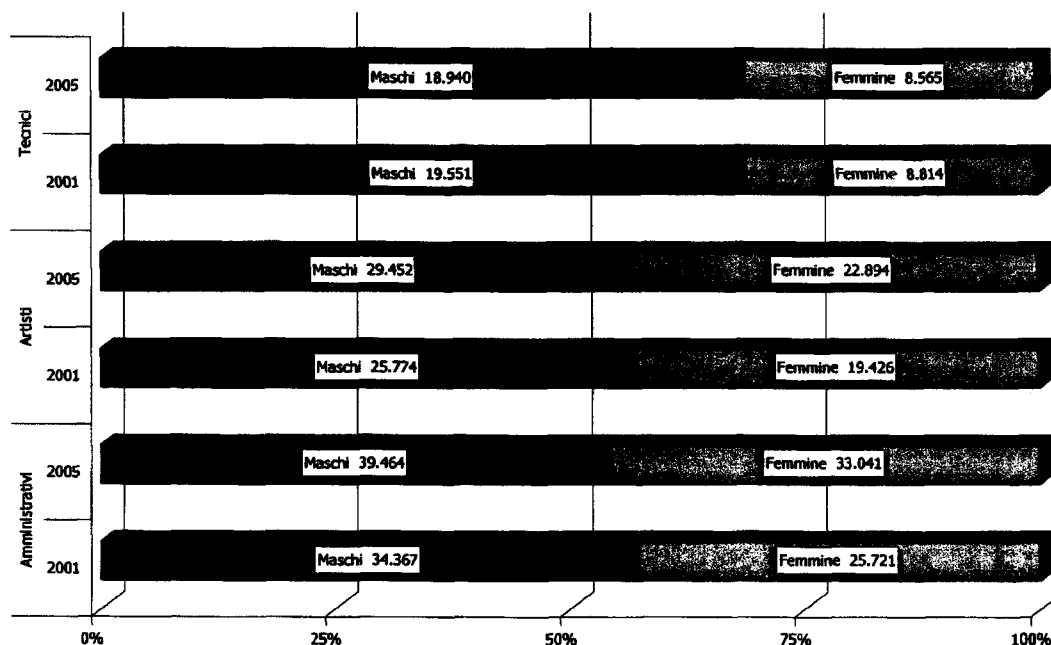 Tecnici
2005
Maschi 18.940
Femmine 8.565
2001
Maschi 19.551
Femmine 8.814
Artisti
2005
Maschi 29.452
Femmine 22.894
2001
Maschi 25.774
Femmine 19.426
Amministrativi
2005
Maschi 39.464
Femmine 33.041
2001
Maschi 34.367
Femmine 25.721
0% 25% 50% 75% 100%